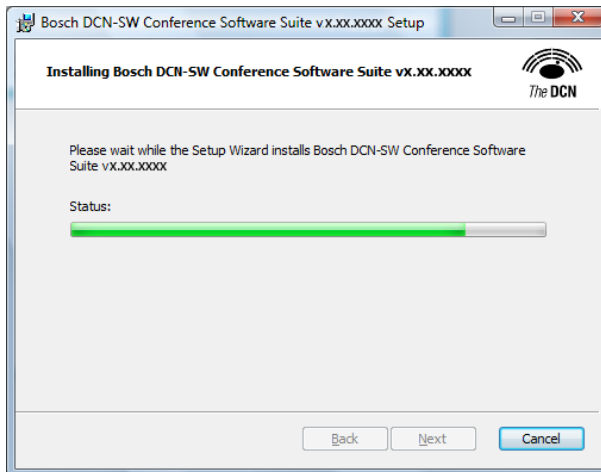 Bosch DCN-SW Conference Software Suite vx.xx.xxxx Setup
Installing Bosch DCN-SW Conference Software Suite vx.xx.xxxx
The DCN
Please wait while the Setup Wizard installs Bosch DCN-SW Conference Software
Suite vx.xx.xxxx
Status:
Back Next Cancel